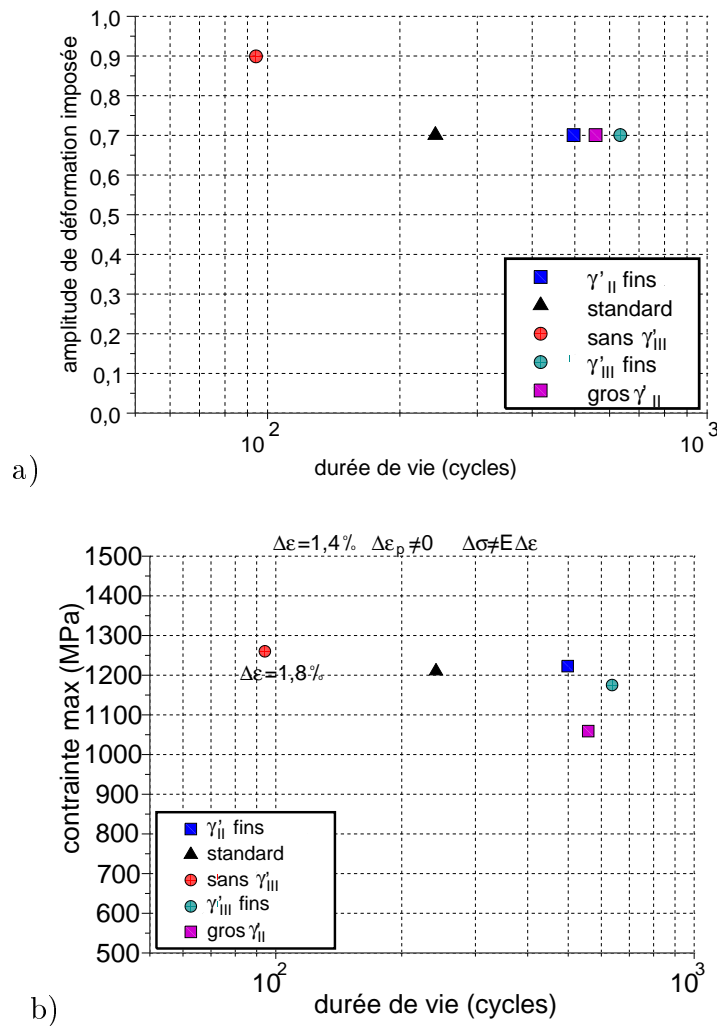 1,0
0,9
0,8
0,7
0,6
0,5
0,4
0,3
0,2
0,1
0,0
amplitude de déformation imposée
γ'II fins
standard
sans γ'III
γ'III fins
gros γ'II
10² 10³
durée de vie (cycles)
a)
Δε=1,4% Δεp≠0 Δσ≠EΔε
1500
1400
1300
1200
1100
1000
900
800
700
600
500
contrainte max (MPa)
Δε=1,8%
γ'II fins
standard
sans γ'III
γ'III fins
gros γ'II
10² 10³
durée de vie (cycles)
b)